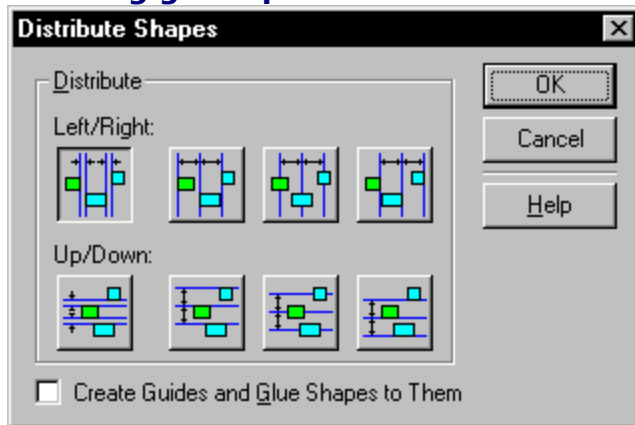 Distribute Shapes
Distribute
OK
Left/Right:
Cancel
Help
Up/Down:
Create Guides and Glue Shapes to Them